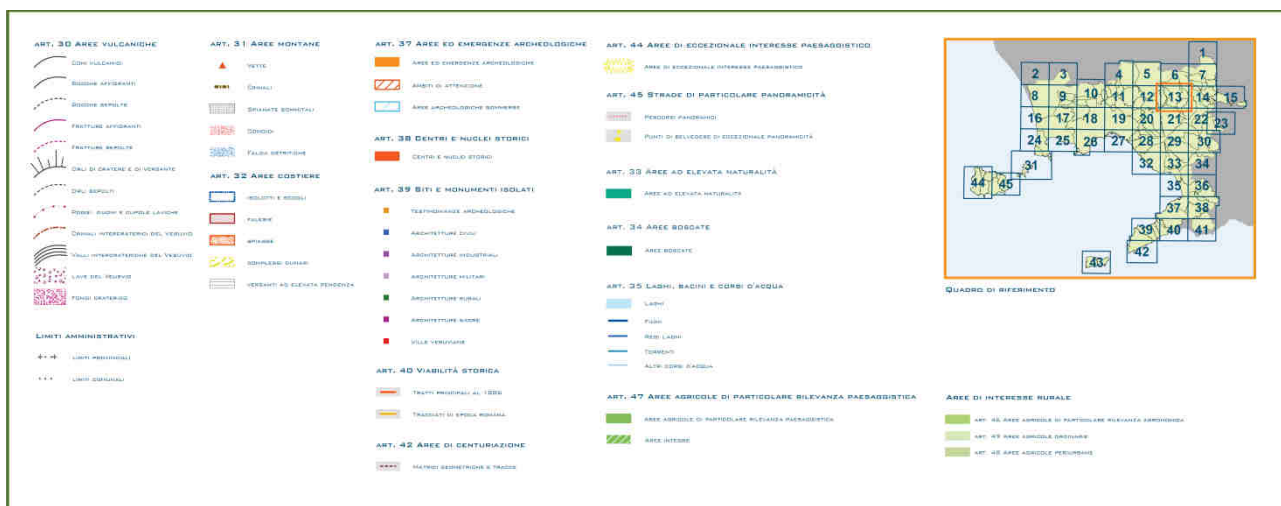 Art. 30 Aree vulcaniche
Coni vulcanici
Bocche affioranti
Bocche sepolte
Fratture affioranti
Fratture sepolte
Orli di cratere e di versante
Orli sepolti
Cupole laviche
Crinali intercraterici del Vesuvio
Valli intercrateriche del Vesuvio
Lave del Vesuvio
Fondi craterici
Limiti amministrativi
Limiti provinciali
Limiti comunali
Art. 31 Aree montane
Vette
Crinali
Spianate sommitali
Conoidi
Falda detritica
Art. 32 Aree costiere
Isolotti e scogli
Falesie
Spiagge
Complessi dunari
Versanti ad elevata pendenza
Art. 37 Aree ed emergenze archeologiche
Aree ed emergenze archeologiche
Ambiti di attenzione
Aree archeologiche sommerse
Art. 38 Centri e nuclei storici
Centri e nuclei storici
Art. 39 Siti e monumenti isolati
Testimonianze archeologiche
Architetture civili
Architetture industriali
Architetture militari
Architetture rurali
Architetture sacre
Ville vesuviane
Art. 40 Viabilità storica
Tratti principali al
Tracciati di epoca romana
Art. 42 Aree di centuriazione
Matrici geometriche e tracce
Art. 44 Aree di eccezionale interesse paesaggistico
Aree di eccezionale interesse paesaggistico
Art. 45 Strade di particolare panoramicità
Percorsi panoramici
Punti di belvedere di eccezionale panoramicità
Art. 33 Aree ad elevata naturalità
Aree ad elevata naturalità
Art. 34 Aree boscate
Aree boscate
Art. 35 Laghi, bacini e corsi d'acqua
Laghi
Fiumi
Regi lagni
Torrenti
Altri corsi d'acqua
Art. 47 Aree agricole di particolare rilevanza paesaggistica
Aree agricole di particolare rilevanza paesaggistica
Aree integre
1
2 3 4 5 6 7
8 9 10 11 12 13 14 15
16 17 18 19 20 21 22 23
24 25 26 27 28 29 30
31 32 33 34
44 45 35 36
37 38
39 40 41
42
43
Quadro di riferimento
Aree di interesse rurale
Art. 46 Aree agricole di particolare rilevanza agronomica
Art. 49 Aree agricole ordinarie
Art. 48 Aree agricole periurbane